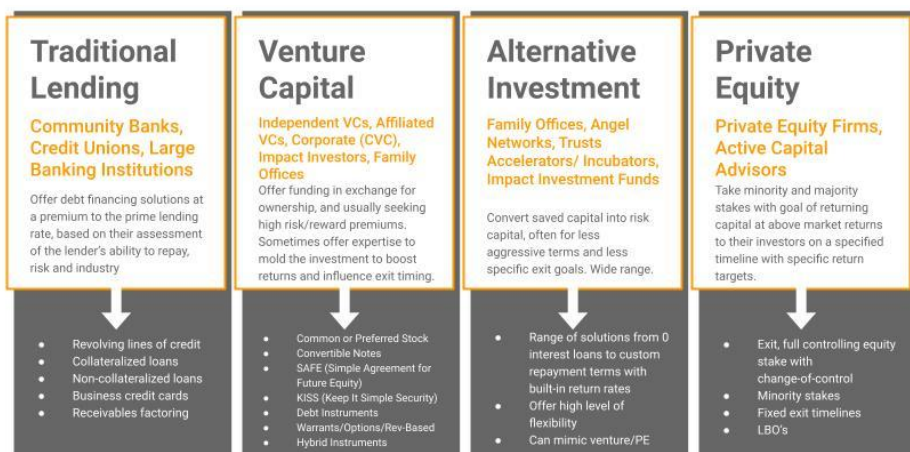 Traditional
Lending
Community Banks,
Credit Unions, Large
Banking Institutions
Offer debt financing solutions at
a premium to the prime lending
rate, based on their assessment
of the lender's ability to repay,
risk and industry
• Revolving lines of credit
• Collateralized loans
• Non-collateralized loans
• Business credit cards
• Receivables factoring
Venture
Capital
Independent VCs, Affiliated
VCs, Corporate (CVC),
Impact Investors, Family
Offices
Offer funding in exchange for
ownership, and usually seeking
high risk/reward premiums.
Sometimes offer expertise to
mold the investment to boost
returns and influence exit timing.
• Common or Preferred Stock
• Convertible Notes
• SAFE (Simple Agreement for
Future Equity)
• KISS (Keep It Simple Security)
• Debt Instruments
• Warrants/Options/Rev-Based
• Hybrid Instruments
Alternative
Investment
Family Offices, Angel
Networks, Trusts
Accelerators/ Incubators,
Impact Investment Funds
Convert saved capital into risk
capital, often for less
aggressive terms and less
specific exit goals. Wide range.
• Range of solutions from 0
interest loans to custom
repayment terms with
built-in return rates
• Offer high level of
flexibility
• Can mimic venture/PE
Private
Equity
Private Equity Firms,
Active Capital
Advisors
Take minority and majority
stakes with goal of returning
capital at above market returns
to their investors on a specified
timeline with specific return
targets.
• Exit, full controlling equity
stake with
change-of-control
• Minority stakes
• Fixed exit timelines
• LBO's